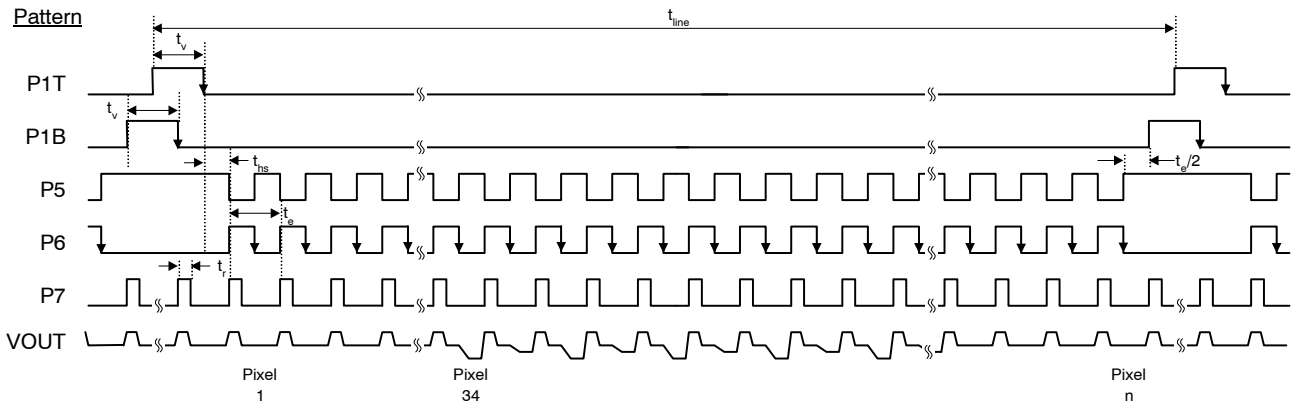 Pattern
t_line
t_v
P1T
t_v
P1B
t_hs
t_e/2
P5
t_e
P6
t_r
P7
VOUT
Pixel
1
Pixel
34
Pixel
n